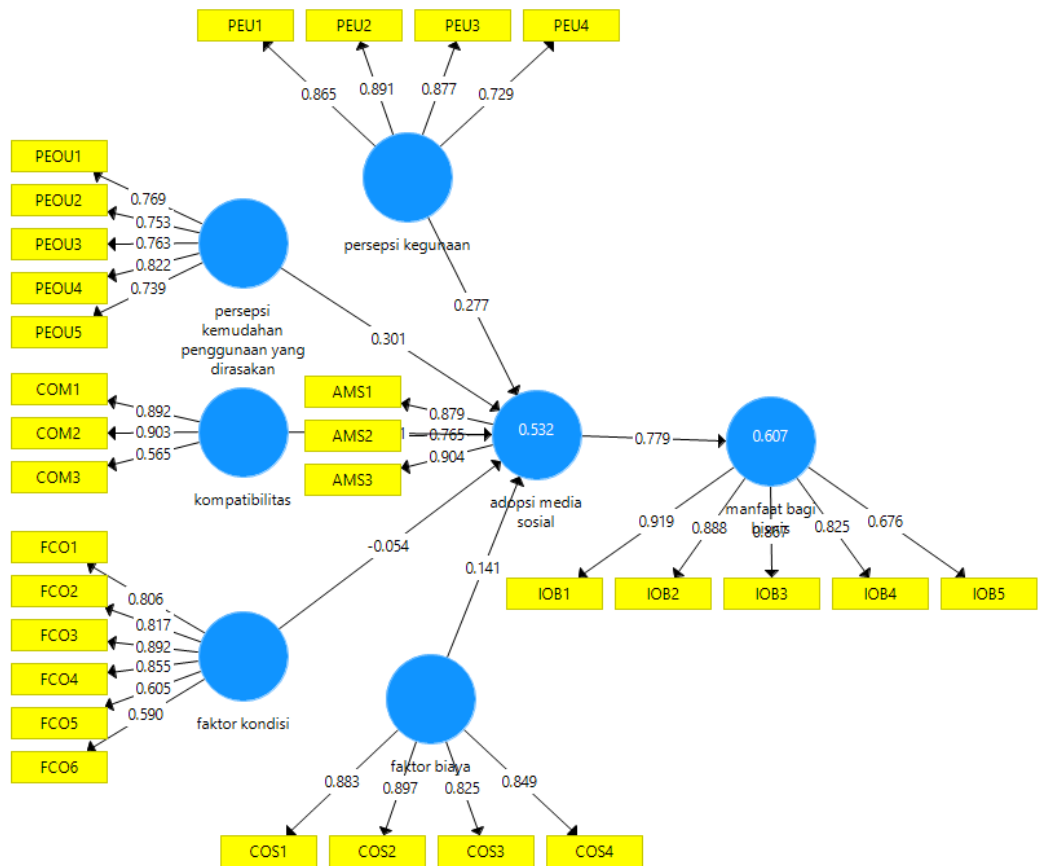 PEU1
PEU2
PEU3
PEU4
0.865
0.891
0.877
0.729
persepsi kegunaan
0.277
PEOU1
PEOU2
PEOU3
PEOU4
PEOU5
0.769
0.753
0.763
0.822
0.739
persepsi
kemudahan
penggunaan yang
dirasakan
0.301
COM1
COM2
COM3
0.892
0.903
0.565
kompatibilitas
AMS1
AMS2
AMS3
0.879
0.765
0.904
0.532
adopsi media
sosial
0.779
0.607
manfaat bagi
bisnis
0.919
0.888
0.867
0.825
0.676
IOB1
IOB2
IOB3
IOB4
IOB5
FCO1
FCO2
FCO3
FCO4
FCO5
FCO6
0.806
0.817
0.892
0.855
0.605
0.590
faktor kondisi
-0.054
0.141
faktor biaya
0.883
0.897
0.825
0.849
COS1
COS2
COS3
COS4